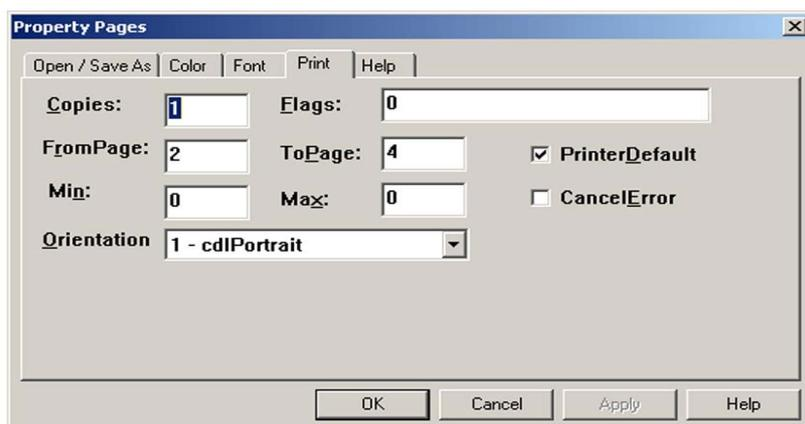 Property Pages
Open / Save As Color Font Print Help
Copies: 1 Flags: 0
FromPage: 2 ToPage: 4 PrinterDefault
Min: 0 Max: 0 CancelError
Orientation 1 - cdlPortrait
OK Cancel Apply Help